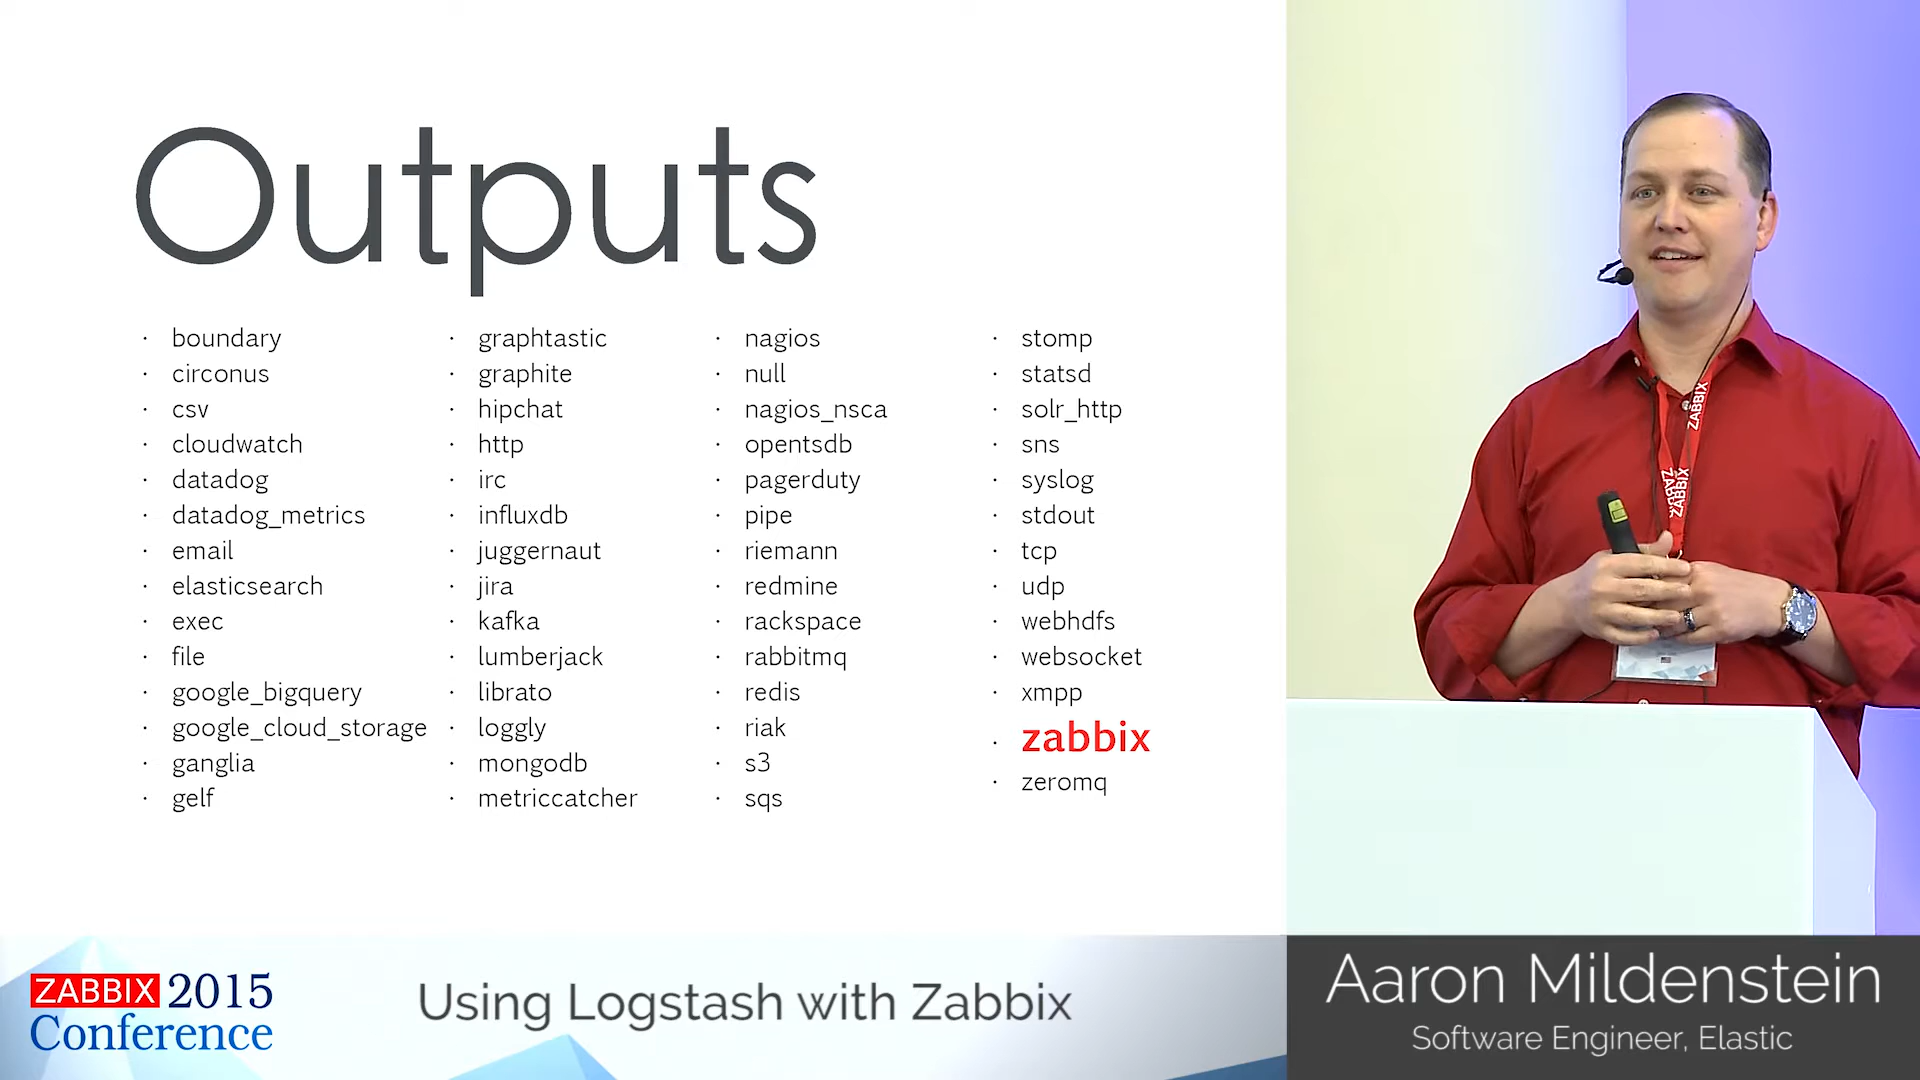 Outputs
boundary
circonus
csv
cloudwatch
datadog
datadog_metrics
email
elasticsearch
exec
file
google_bigquery
google_cloud_storage
ganglia
gelf
graphtastic
graphite
hipchat
http
irc
influxdb
juggernaut
jira
kafka
lumberjack
librato
loggly
mongodb
metriccatcher
nagios
null
nagios_nsca
opentsdb
pagerduty
pipe
riemann
redmine
rackspace
rabbitmq
redis
riak
s3
sqs
stomp
statsd
solr_http
sns
syslog
stdout
tcp
udp
webhdfs
websocket
xmpp
zabbix
zeromq
ZABBIX
ZABBIX
ZABBIX 2015
Conference
Using Logstash with Zabbix
Aaron Mildenstein
Software Engineer, Elastic